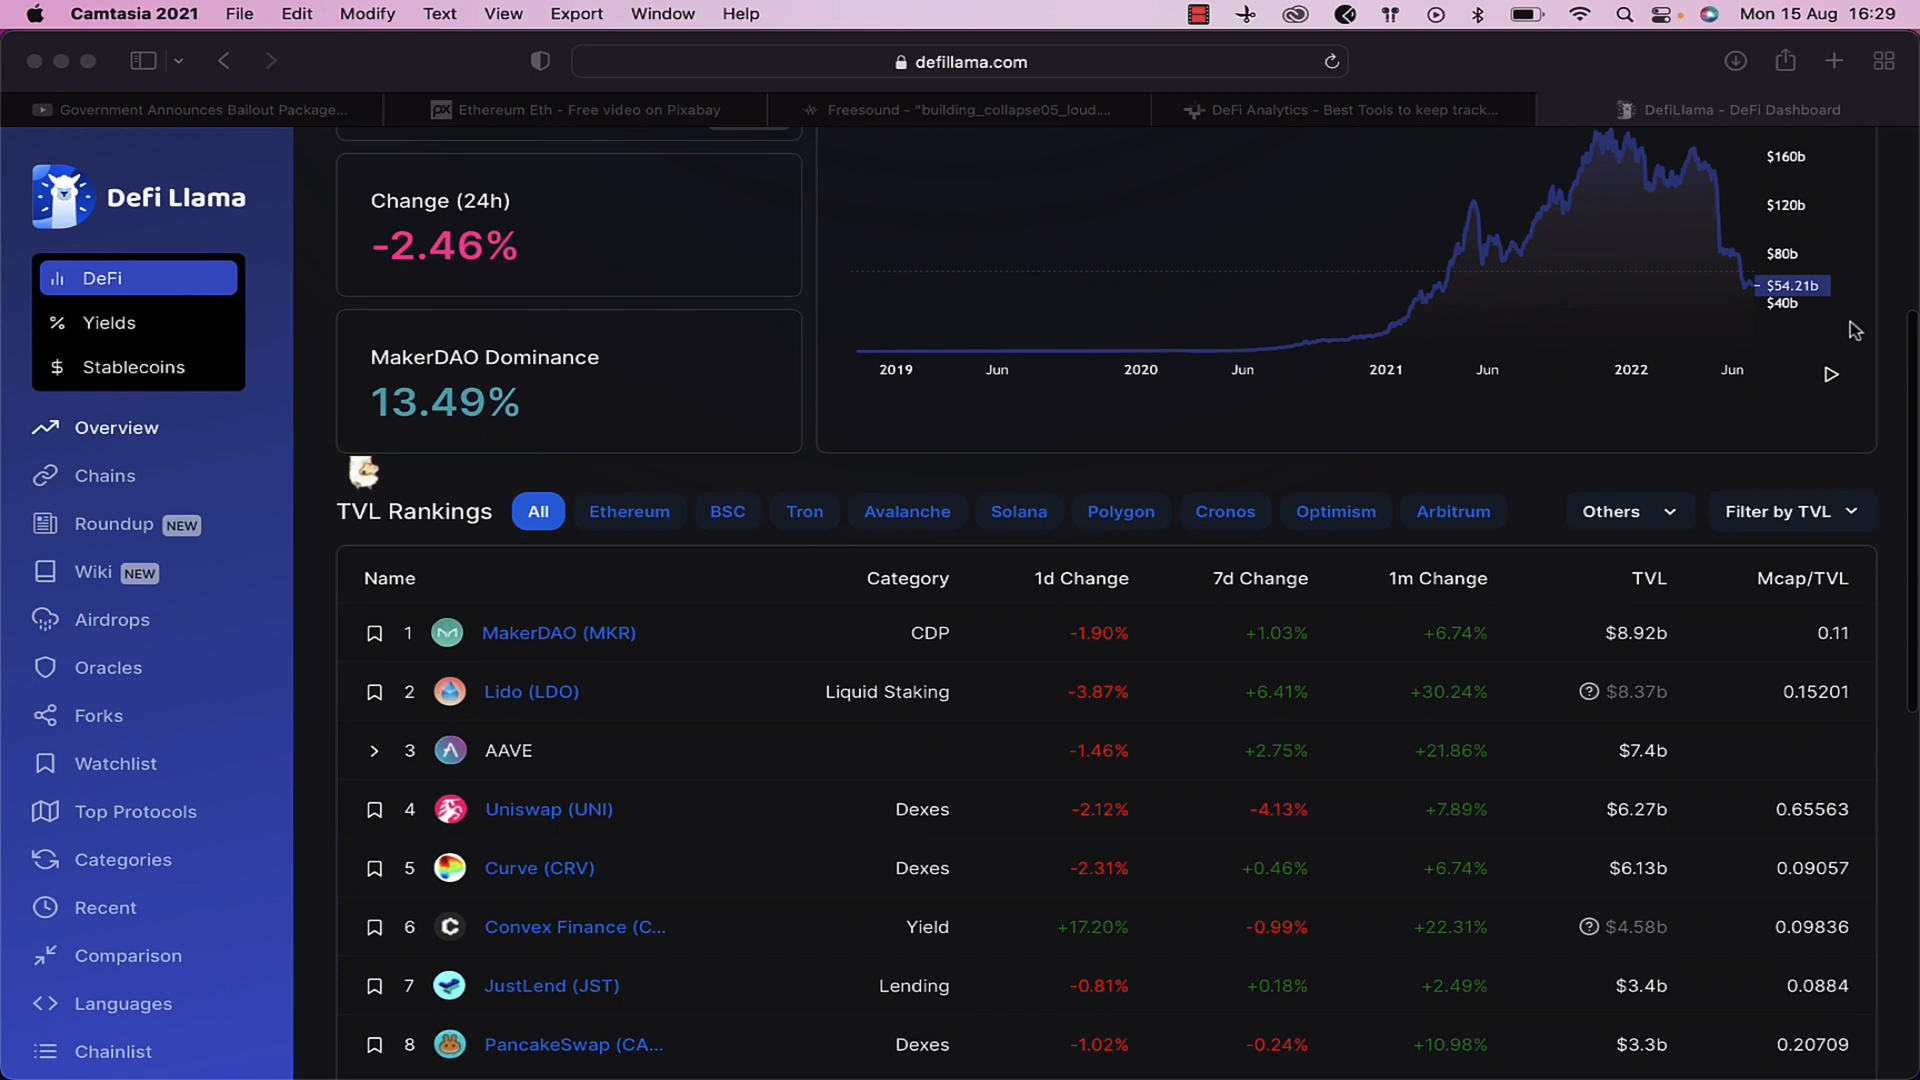 Camtasia 2021 File Edit Modify Text View Export Window Help Mon 15 Aug 16:29
defillama.com
Government Announces Bailout Package... Ethereum Eth - Free video on Pixabay Freesound - "building_collapse05_loud.... DeFi Analytics - Best Tools to keep track... DefiLlama - DeFi Dashboard
Defi Llama
DeFi
Yields
Stablecoins
Overview
Chains
Roundup NEW
Wiki NEW
Airdrops
Oracles
Forks
Watchlist
Top Protocols
Categories
Recent
Comparison
Languages
Chainlist
Change (24h)
-2.46%
MakerDAO Dominance
13.49%
$160b
$120b
$80b
$54.21b
$40b
2019 Jun 2020 Jun 2021 Jun 2022 Jun
TVL Rankings All Ethereum BSC Tron Avalanche Solana Polygon Cronos Optimism Arbitrum Others Filter by TVL
Name Category 1d Change 7d Change 1m Change TVL Mcap/TVL
1 MakerDAO (MKR) CDP -1.90% +1.03% +6.74% $8.92b 0.11
2 Lido (LDO) Liquid Staking -3.87% +6.41% +30.24% $8.37b 0.15201
3 AAVE -1.46% +2.75% +21.86% $7.4b
4 Uniswap (UNI) Dexes -2.12% -4.13% +7.89% $6.27b 0.65563
5 Curve (CRV) Dexes -2.31% +0.46% +6.74% $6.13b 0.09057
6 Convex Finance (C... Yield +17.20% -0.99% +22.31% $4.58b 0.09836
7 JustLend (JST) Lending -0.81% +0.18% +2.49% $3.4b 0.0884
8 PancakeSwap (CA... Dexes -1.02% -0.24% +10.98% $3.3b 0.20709